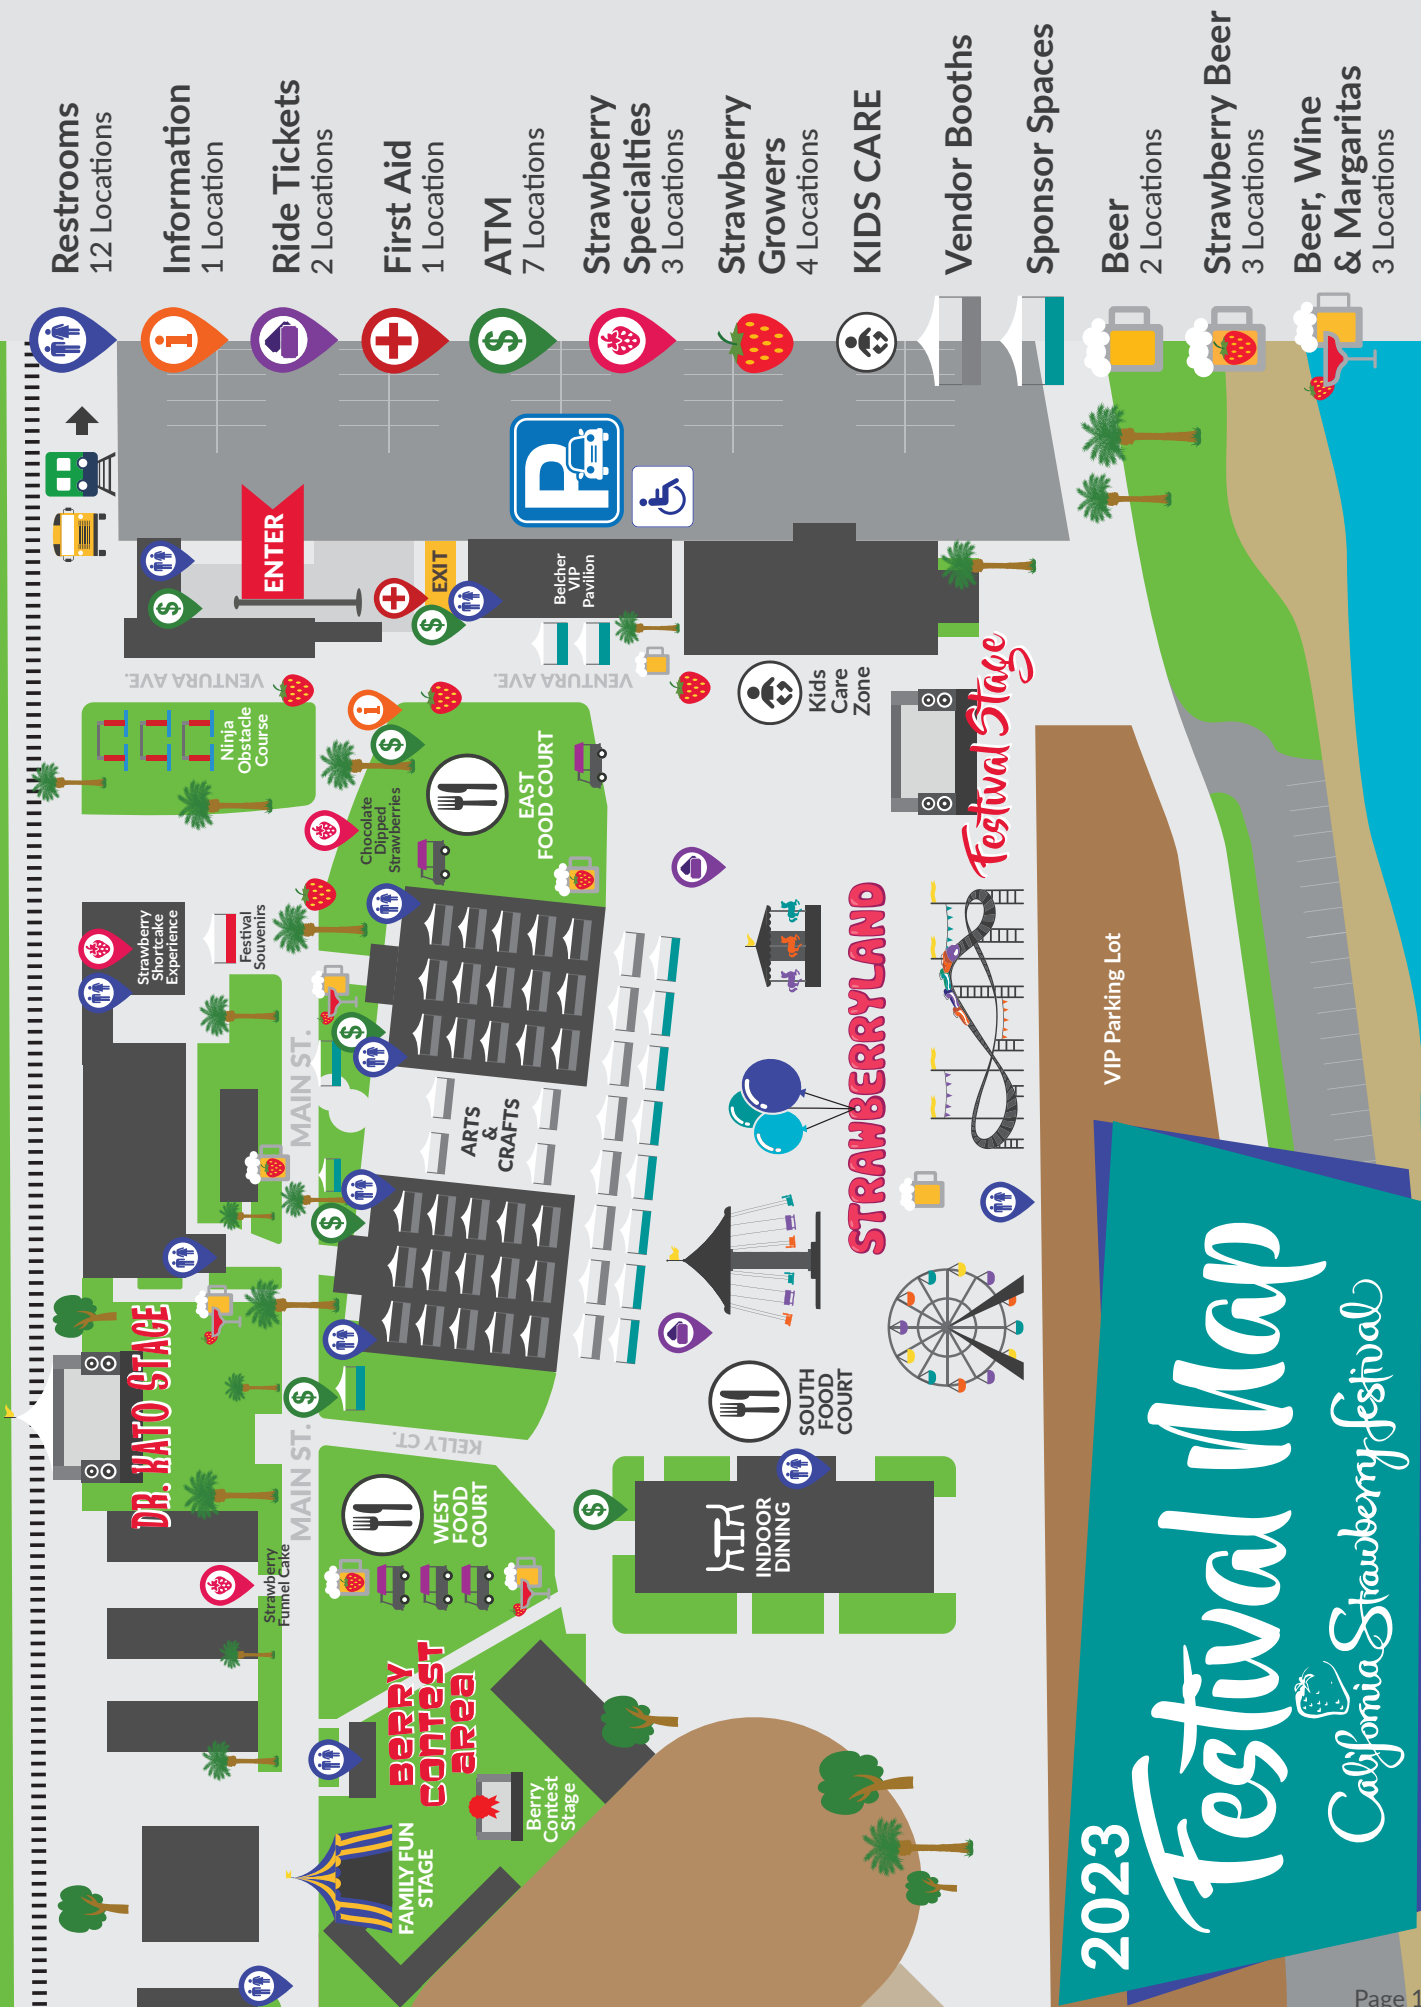 Restrooms
12 Locations
Information
1 Location
Ride Tickets
2 Locations
First Aid
1 Location
ATM
7 Locations
Strawberry
Specialties
3 Locations
Strawberry
Growers
4 Locations
KIDS CARE
Vendor Booths
Sponsor Spaces
Beer
2 Locations
Strawberry Beer
3 Locations
Beer, Wine
& Margaritas
3 Locations
P
ENTER
EXIT
Belcher
VIP
Pavilion
VENTURA AVE.
VENTURA AVE.
Ninja
Obstacle
Course
Kids
Care
Zone
Festival Stage
EAST
FOOD COURT
Chocolate
Dipped
Strawberries
Strawberry
Shortcake
Experience
Festival
Souvenirs
MAIN ST.
ARTS
&
CRAFTS
STRAWBERRYLAND
VIP Parking Lot
DR. KATO STAGE
MAIN ST.
KELLY CT.
SOUTH
FOOD
COURT
WEST
FOOD
COURT
INDOOR
DINING
Strawberry
Funnel Cake
BERRY
CONTEST
AREA
Berry
Contest
Stage
FAMILY FUN
STAGE
2023
Festival Map
California Strawberry festival
Page 1